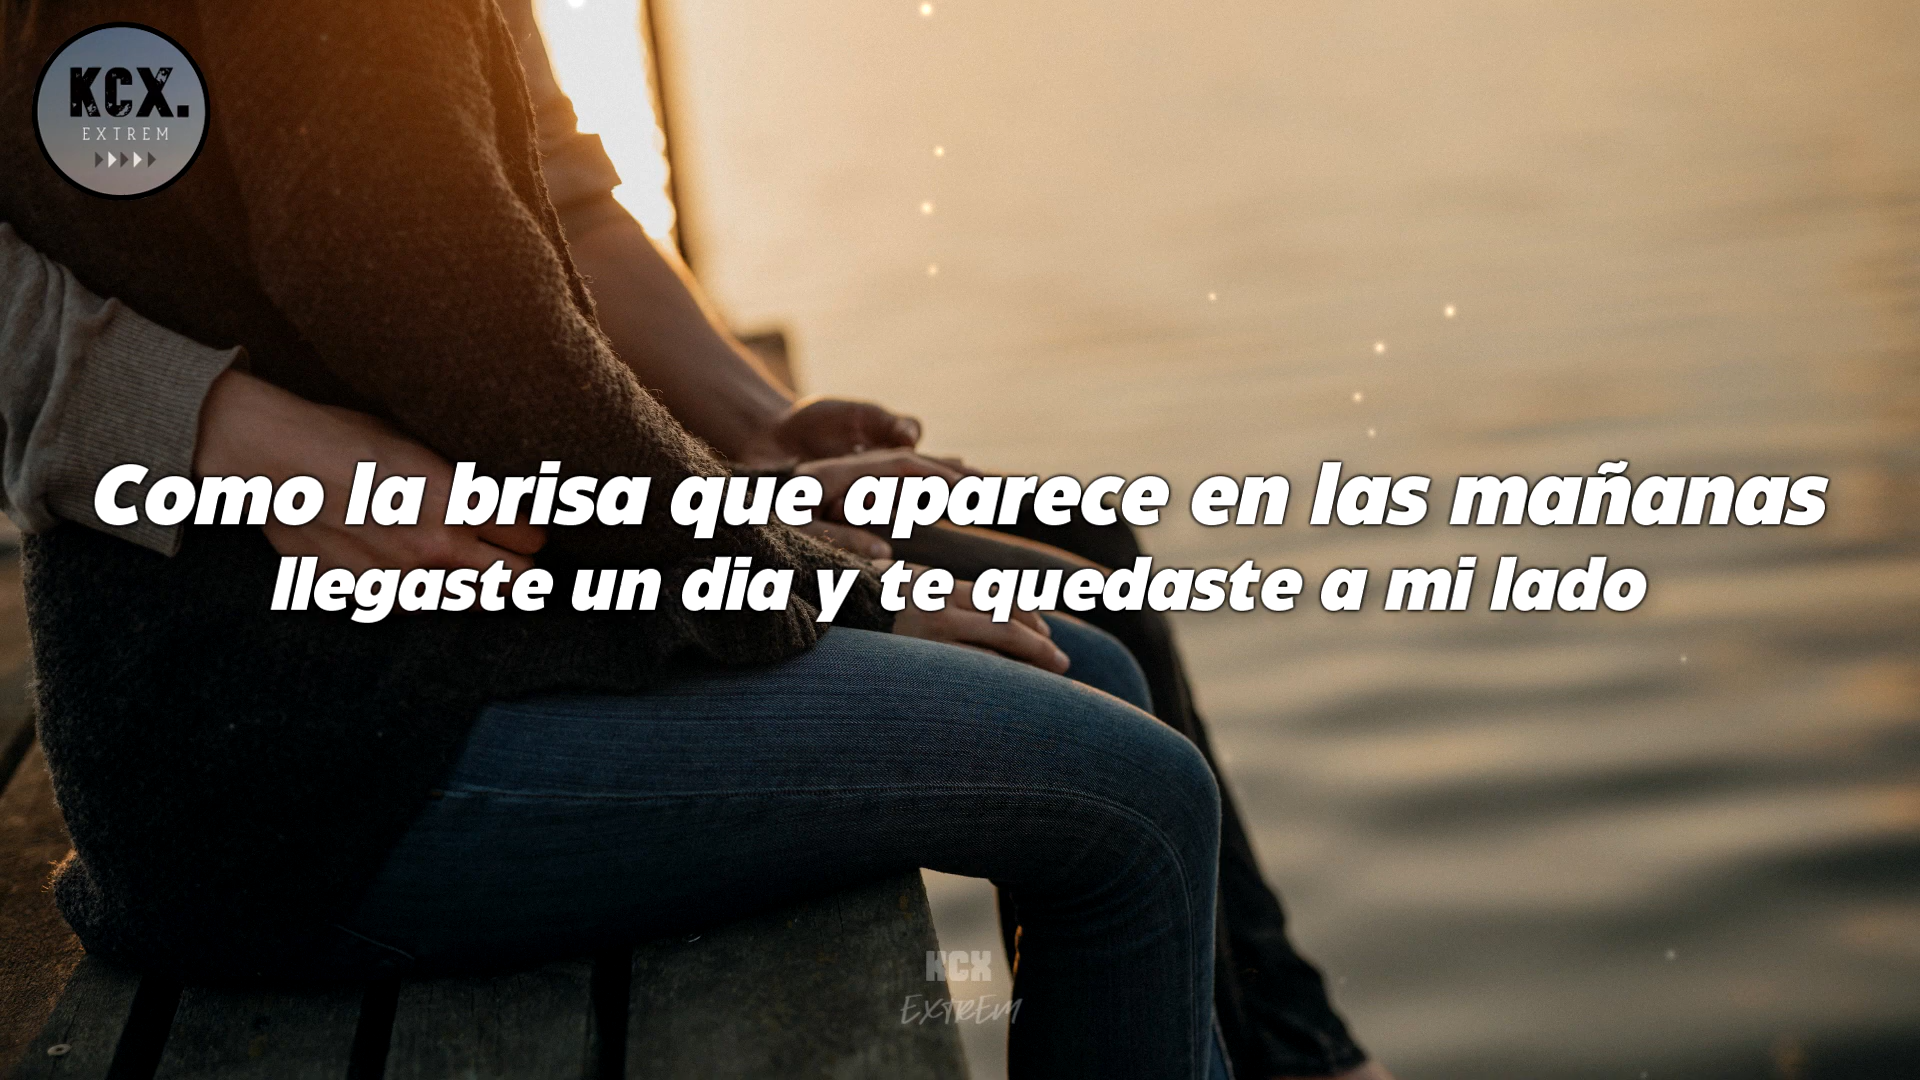 KCX.
EXTREM
Como la brisa que aparece en las mañanas
llegaste un dia y te quedaste a mi lado
KCX
EXTREM